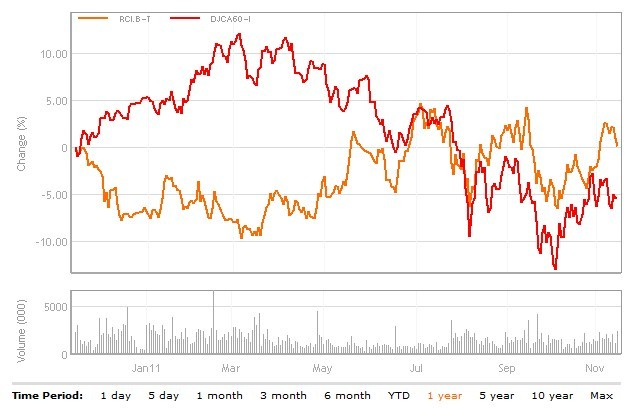 RCI.B-T DJCA60-I
10.00
5.00
0
-5.00
-10.00
Change (%)
5000
0
Volume (000)
Jan11 Mar May Jul Sep Nov
Time Period: 1 day 5 day 1 month 3 month 6 month YTD 1 year 5 year 10 year Max